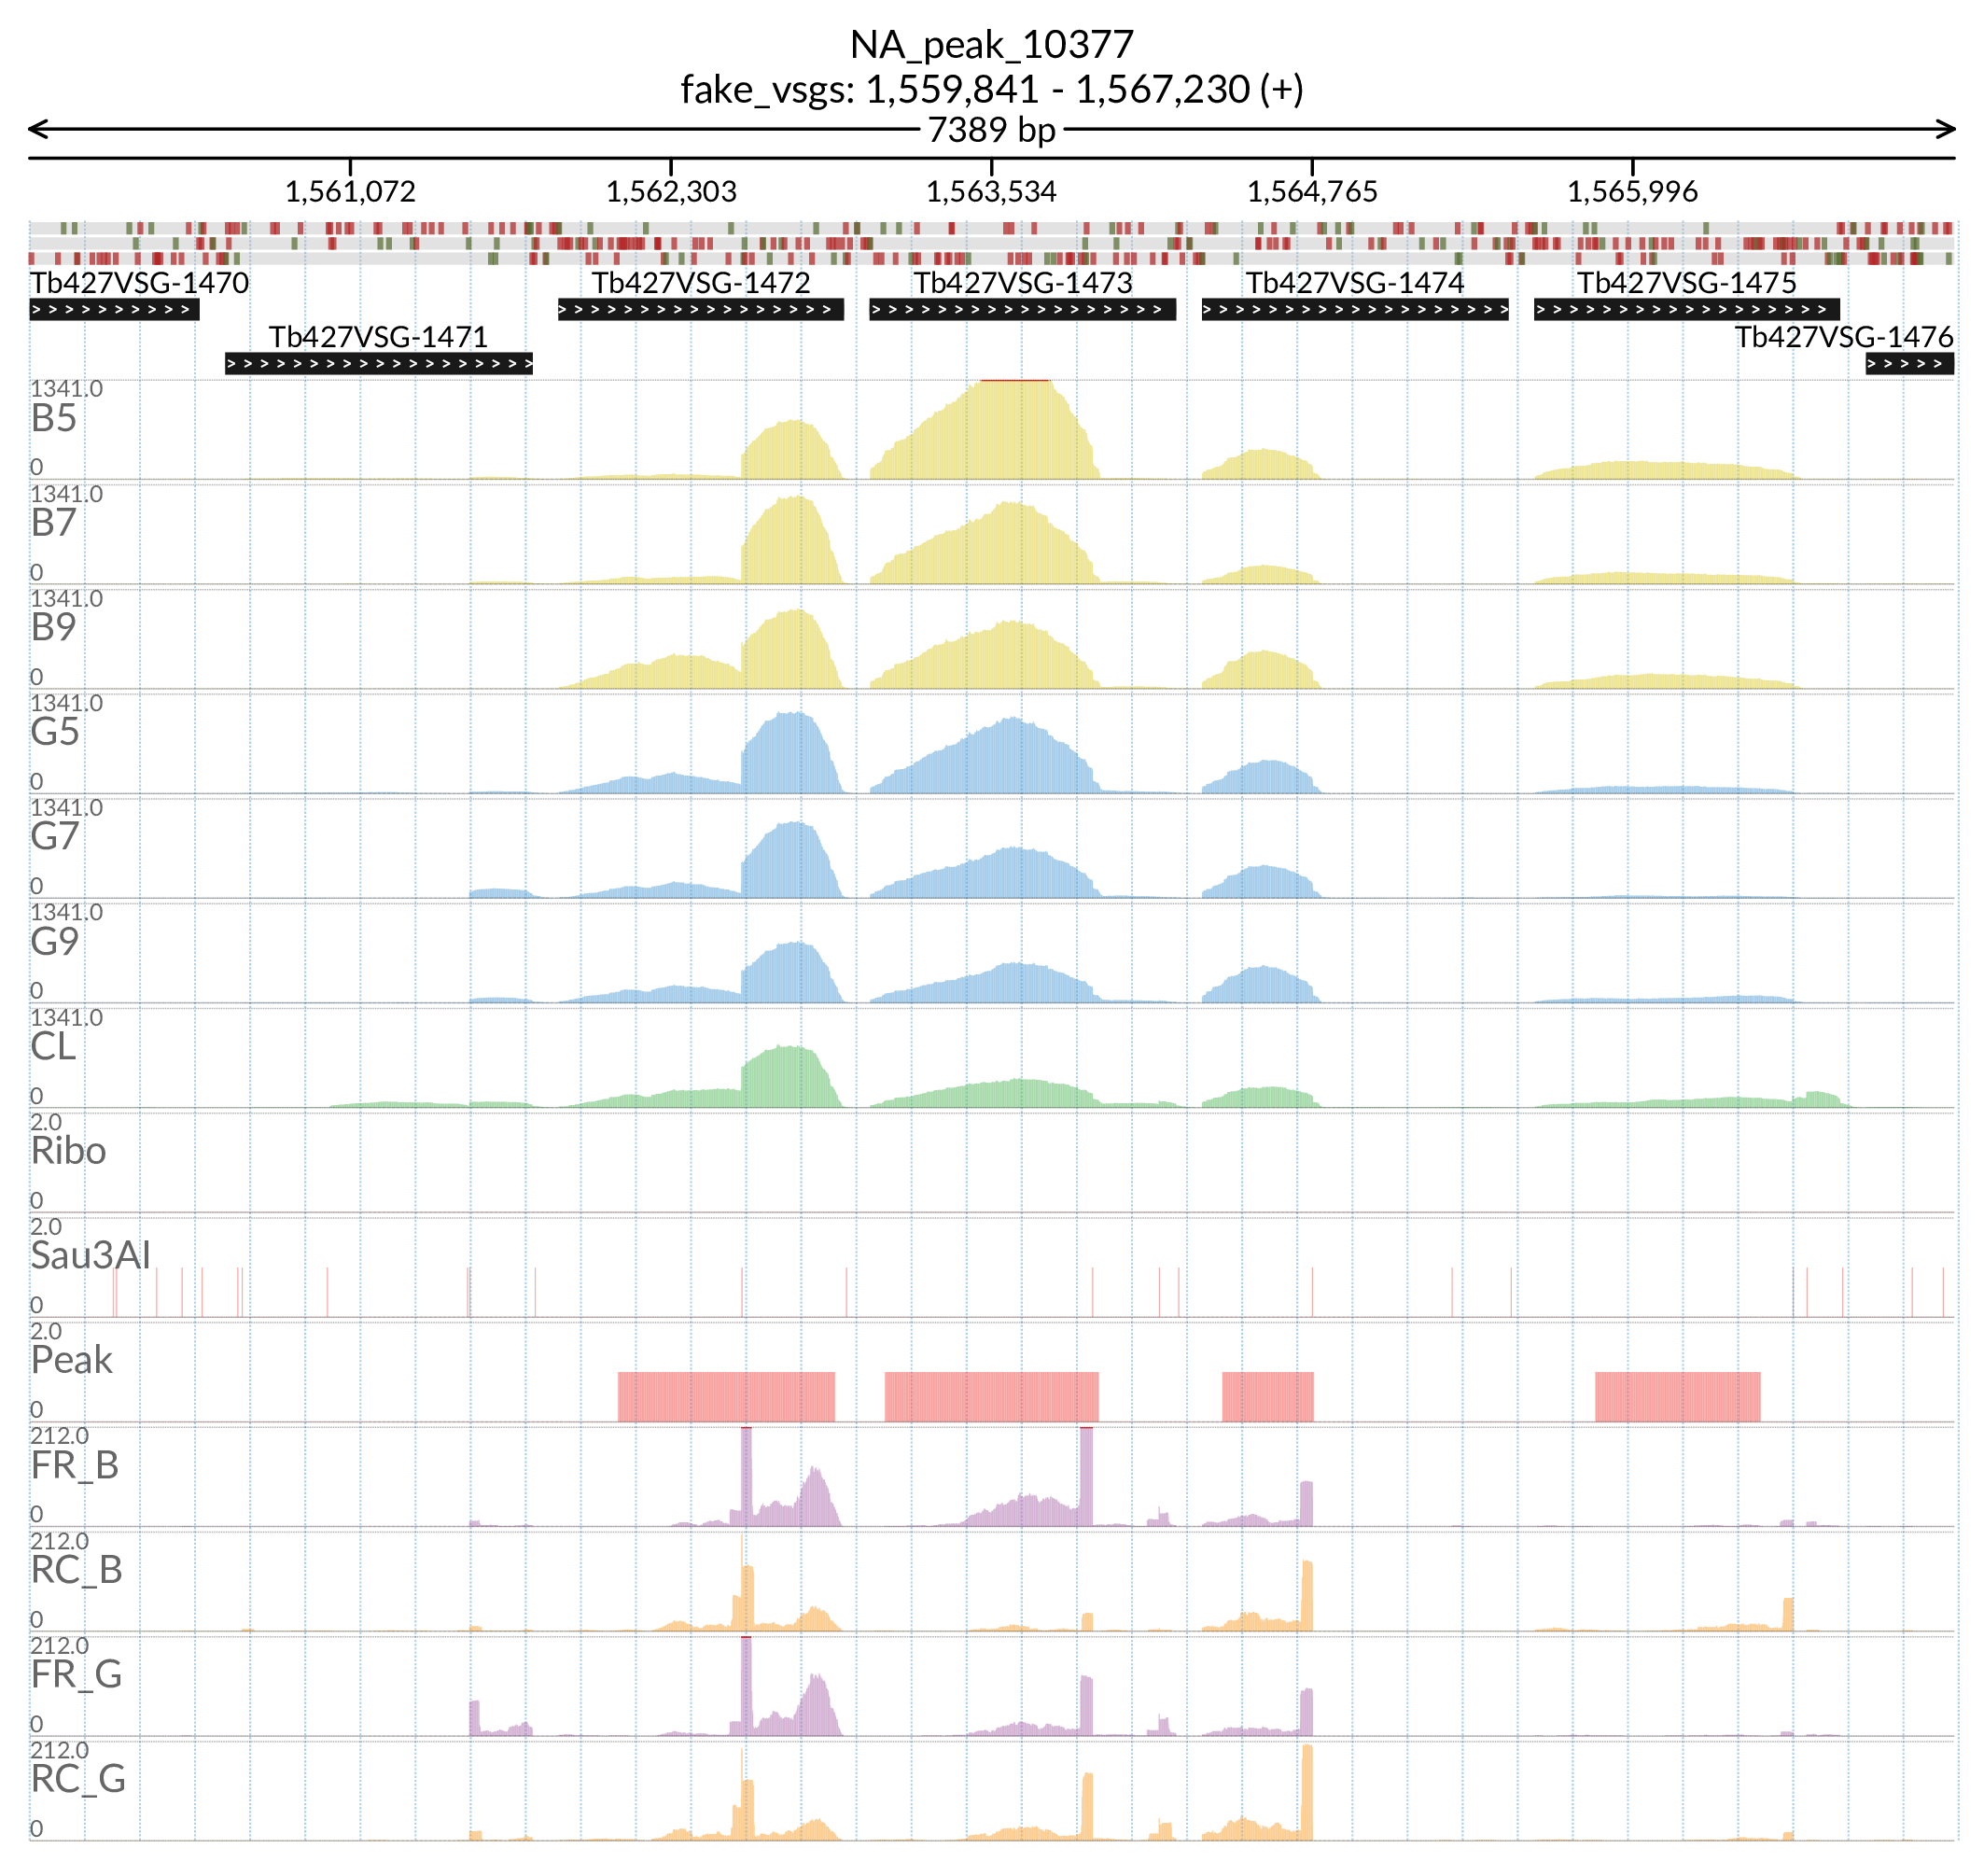 NA_peak_10377
fake_vsgs: 1,559,841 - 1,567,230 (+)
7389 bp
1,561,072 1,562,303 1,563,534 1,564,765 1,565,996
Tb427VSG-1470 Tb427VSG-1472 Tb427VSG-1473 Tb427VSG-1474 Tb427VSG-1475
Tb427VSG-1471 Tb427VSG-1476
1341.0
B5
0
1341.0
B7
0
1341.0
B9
0
1341.0
G5
0
1341.0
G7
0
1341.0
G9
0
1341.0
CL
0
2.0
Ribo
0
2.0
Sau3AI
0
2.0
Peak
0
212.0
FR_B
0
212.0
RC_B
0
212.0
FR_G
0
212.0
RC_G
0